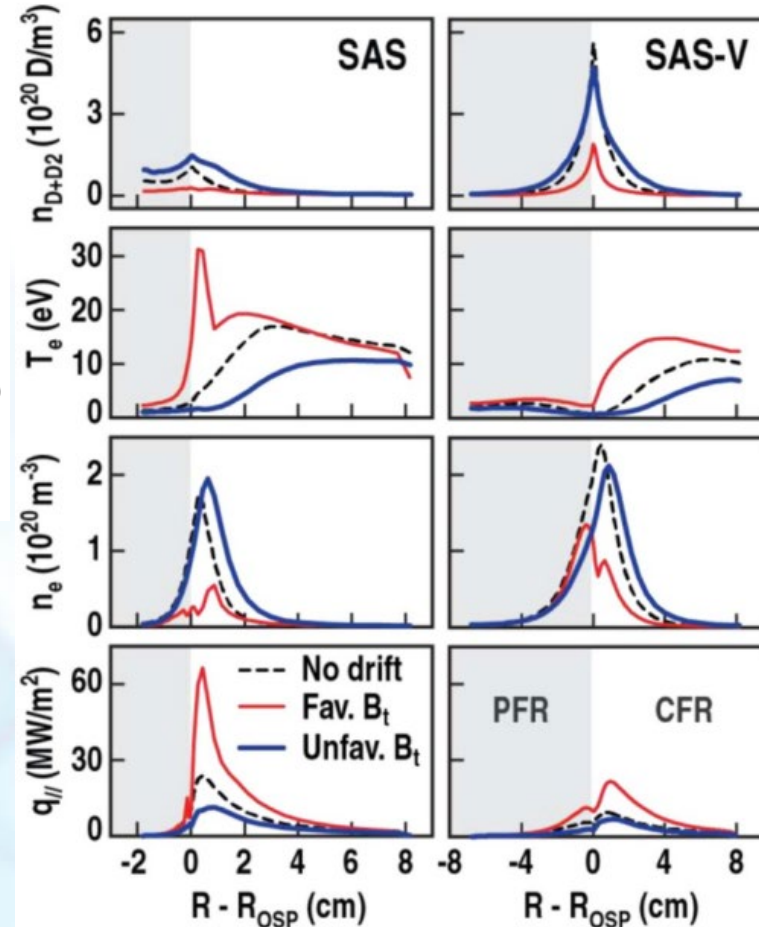 SAS
SAS-V
n_D+D2 (10^20 D/m^3)
6
3
0
T_e (eV)
30
20
10
0
n_e (10^20 m^-3)
2
1
0
q_// (MW/m^2)
60
30
0
No drift
Fav. B_t
Unfav. B_t
PFR
CFR
-2 0 2 4 6 8
-8 -4 0 4 8
R - R_OSP (cm)
R - R_OSP (cm)